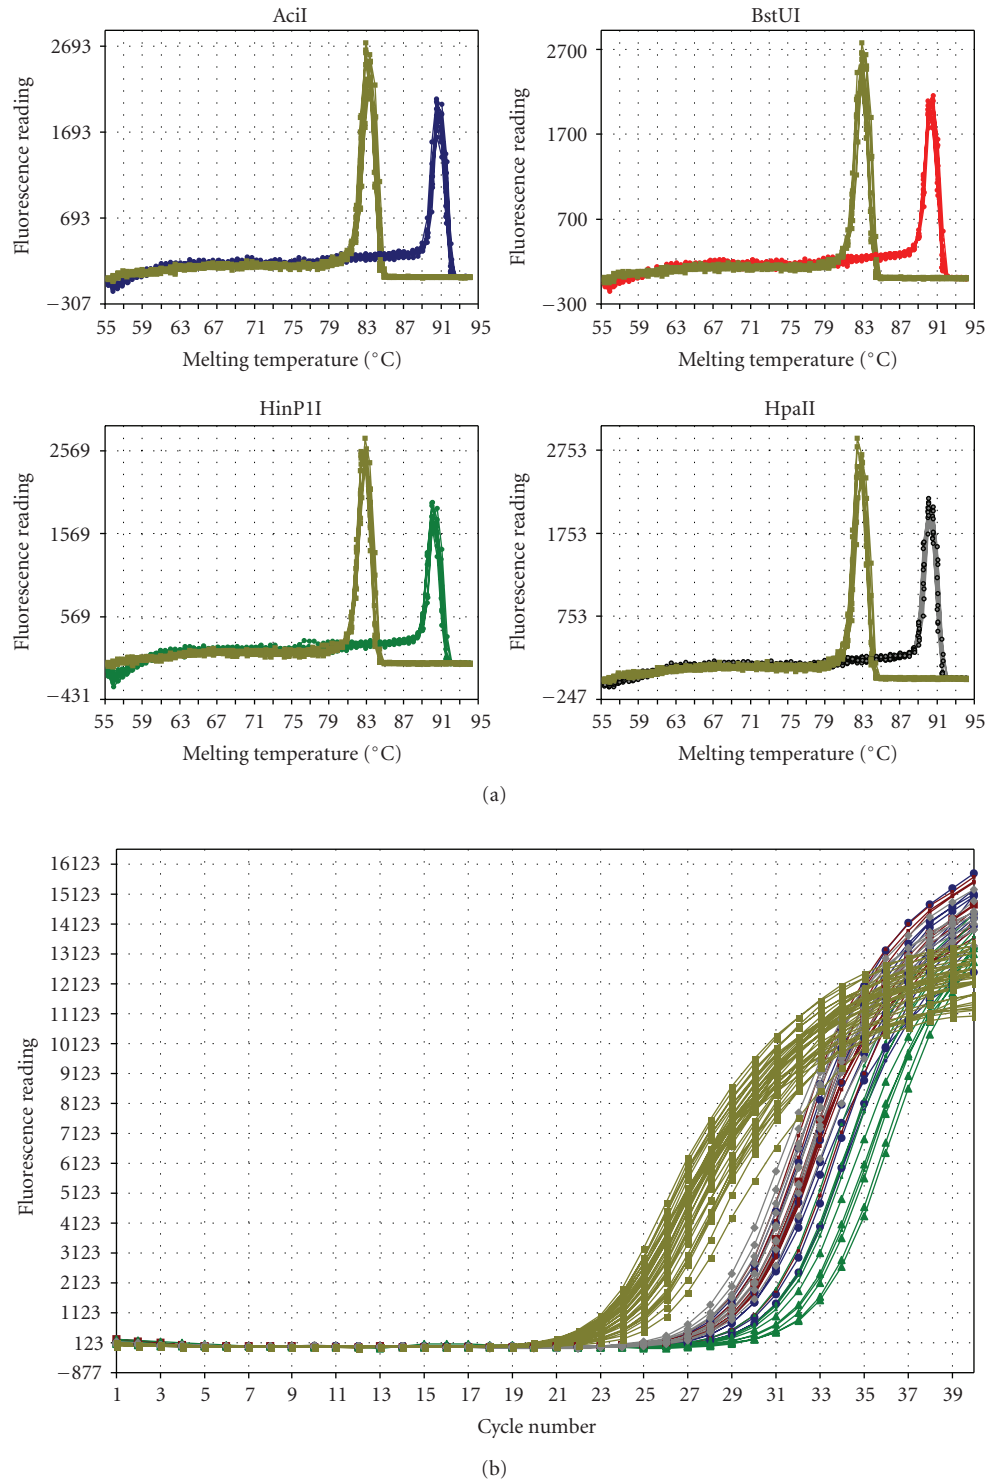 AciI
2693
1693
693
−307
Fluorescence reading
55 59 63 67 71 75 79 83 87 91 95
Melting temperature (°C)
BstUI
2700
1700
700
−300
Fluorescence reading
55 59 63 67 71 75 79 83 87 91 95
Melting temperature (°C)
HinP1I
2569
1569
569
−431
Fluorescence reading
55 59 63 67 71 75 79 83 87 91 95
Melting temperature (°C)
HpaII
2753
1753
753
−247
Fluorescence reading
55 59 63 67 71 75 79 83 87 91 95
Melting temperature (°C)
(a)
16123
15123
14123
13123
12123
11123
10123
9123
8123
7123
6123
5123
4123
3123
2123
1123
123
−877
Fluorescence reading
1 3 5 7 9 11 13 15 17 19 21 23 25 27 29 31 33 35 37 39
Cycle number
(b)